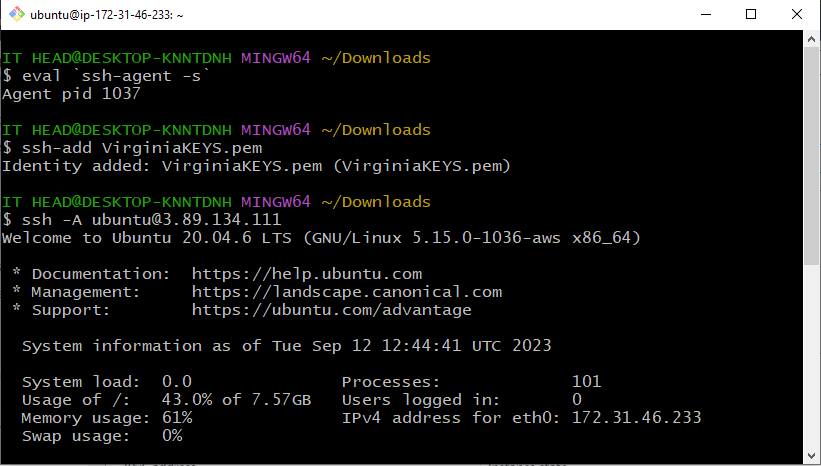 ubuntu@ip-172-31-46-233: ~
IT HEAD@DESKTOP-KNNTDNH MINGW64 ~/Downloads
$ eval `ssh-agent -s`
Agent pid 1037
IT HEAD@DESKTOP-KNNTDNH MINGW64 ~/Downloads
$ ssh-add VirginiaKEYS.pem
Identity added: VirginiaKEYS.pem (VirginiaKEYS.pem)
IT HEAD@DESKTOP-KNNTDNH MINGW64 ~/Downloads
$ ssh -A ubuntu@3.89.134.111
Welcome to Ubuntu 20.04.6 LTS (GNU/Linux 5.15.0-1036-aws x86_64)
* Documentation:  https://help.ubuntu.com
* Management:     https://landscape.canonical.com
* Support:        https://ubuntu.com/advantage
System information as of Tue Sep 12 12:44:41 UTC 2023
System load:  0.0               Processes:             101
Usage of /:   43.0% of 7.57GB   Users logged in:       0
Memory usage: 61%               IPv4 address for eth0: 172.31.46.233
Swap usage:   0%